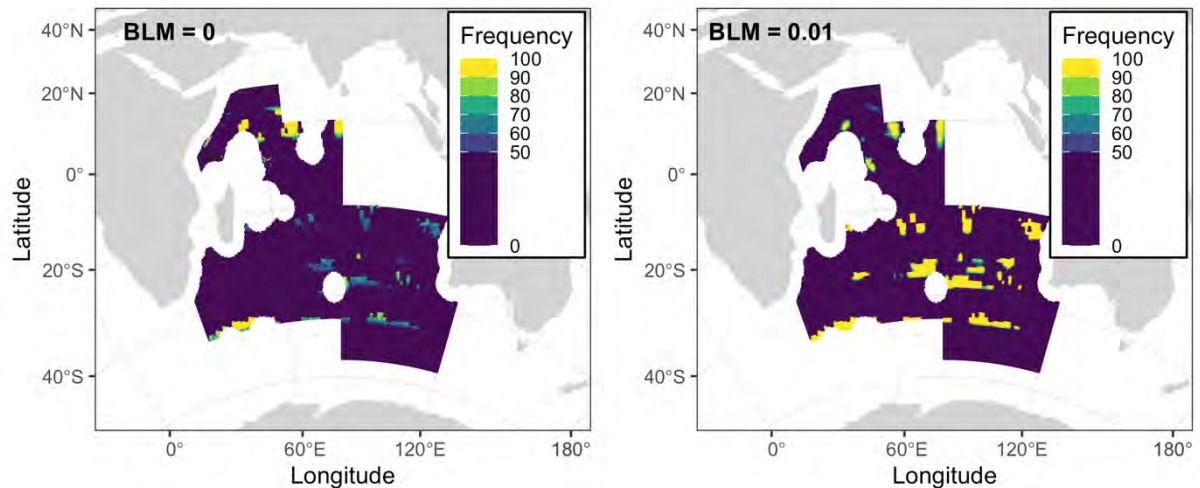 BLM = 0
Frequency
100
90
80
70
60
50
0
40°N
20°N
0°
20°S
40°S
Latitude
0°
60°E
120°E
180°
Longitude
BLM = 0.01
Frequency
100
90
80
70
60
50
0
40°N
20°N
0°
20°S
40°S
Latitude
0°
60°E
120°E
180°
Longitude